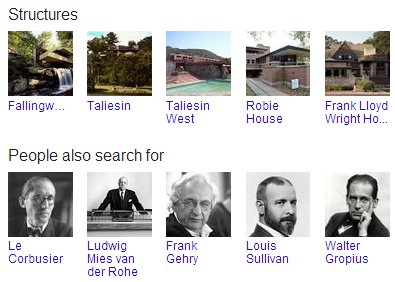 Structures
Fallingw...
Taliesin
Taliesin
West
Robie
House
Frank Lloyd
Wright Ho...
People also search for
Le
Corbusier
Ludwig
Mies van
der Rohe
Frank
Gehry
Louis
Sullivan
Walter
Gropius